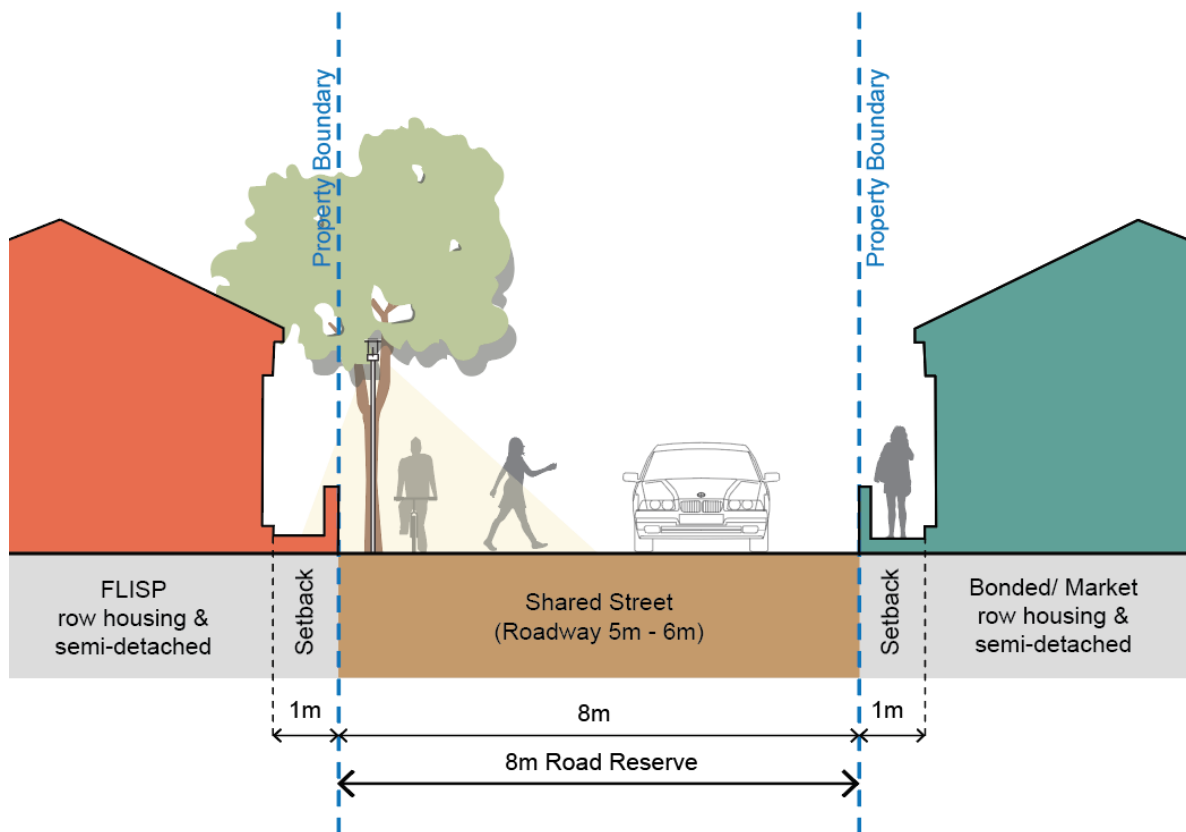 Property Boundary
Property Boundary
FLISP
row housing &
semi-detached
Setback
Shared Street
(Roadway 5m - 6m)
Setback
Bonded/ Market
row housing &
semi-detached
1m
8m
1m
8m Road Reserve